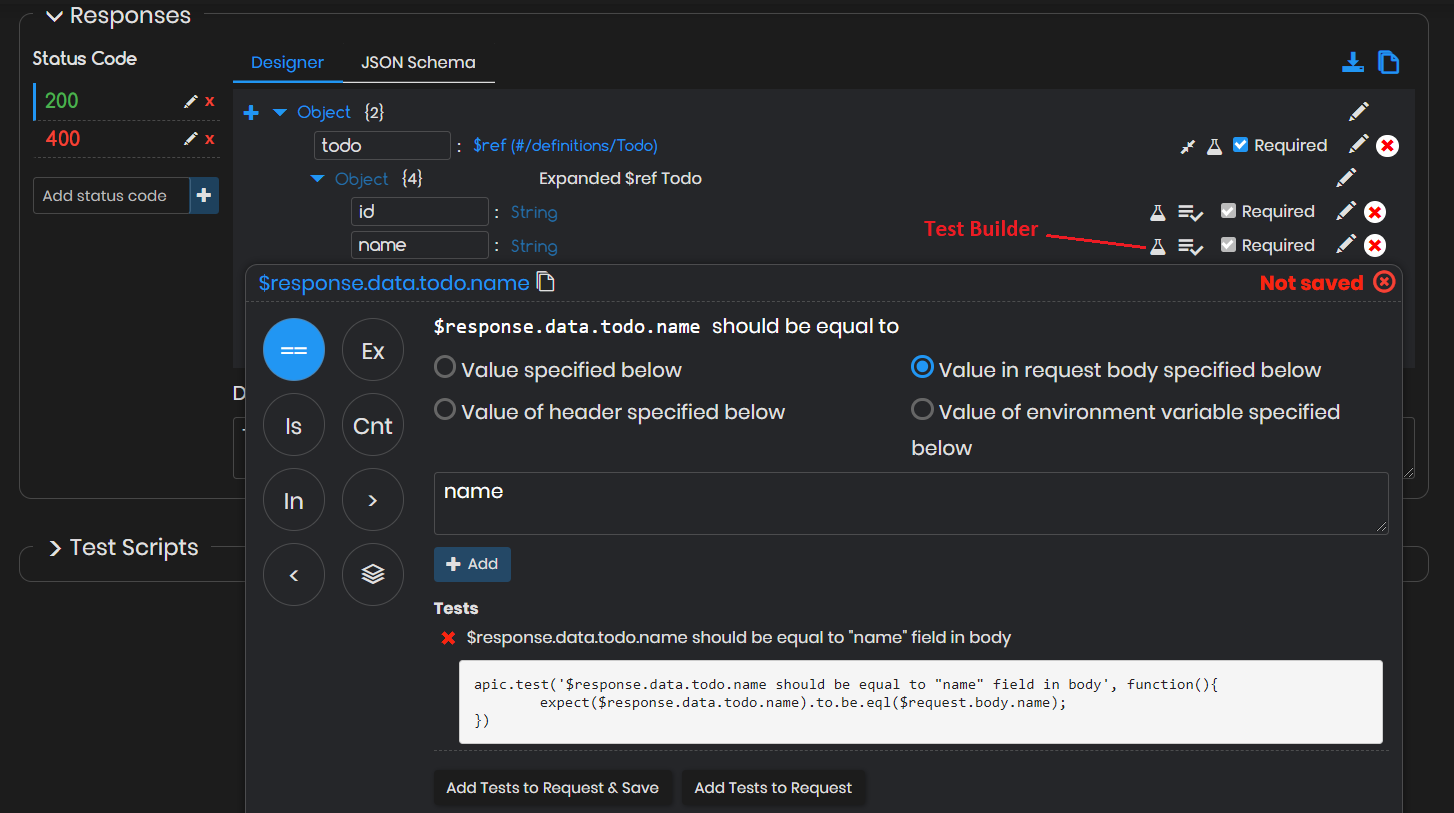 Responses
Status Code
Designer
JSON Schema
200
x
400
x
Add status code
Object {2}
todo : $ref (#/definitions/Todo)
Required
Object {4}
Expanded $ref Todo
id : String
Required
name : String
Test Builder
Required
$response.data.todo.name
Not saved
== Ex
Is Cnt
In >
<
$response.data.todo.name should be equal to
Value specified below
Value in request body specified below
Value of header specified below
Value of environment variable specified
below
name
Add
Tests
$response.data.todo.name should be equal to "name" field in body
apic.test('$response.data.todo.name should be equal to "name" field in body', function(){
expect($response.data.todo.name).to.be.eql($request.body.name);
})
Add Tests to Request & Save
Add Tests to Request
D
Test Scripts